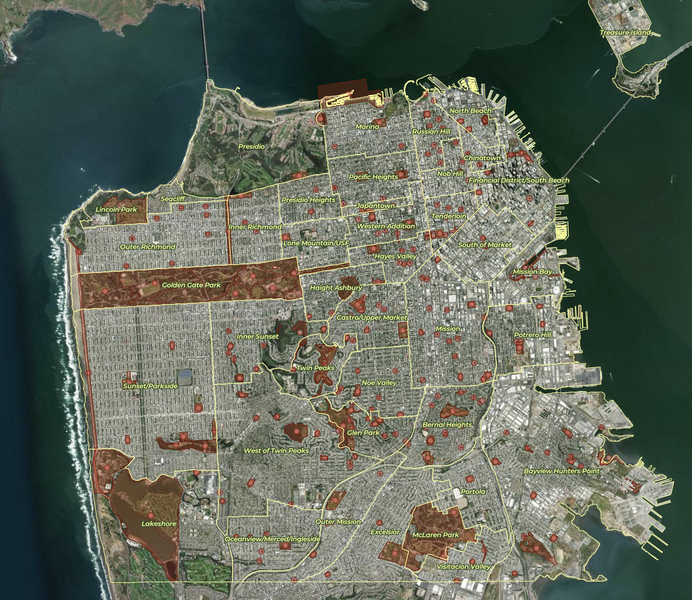 Treasure Island
North Beach
Marina
Russian Hill
Presidio
Chinatown
Nob Hill
Pacific Heights
Financial District/South Beach
Seacliff
Presidio Heights
Japantown
Lincoln Park
Tenderloin
Inner Richmond
Western Addition
Outer Richmond
Lone Mountain/USF
South of Market
Hayes Valley
Mission Bay
Golden Gate Park
Haight Ashbury
Castro/Upper Market
Mission
Inner Sunset
Potrero Hill
Twin Peaks
Sunset/Parkside
Noe Valley
Bernal Heights
Glen Park
West of Twin Peaks
Bayview Hunters Point
Portola
Lakeshore
Outer Mission
Excelsior
McLaren Park
Oceanview/Merced/Ingleside
Visitacion Valley